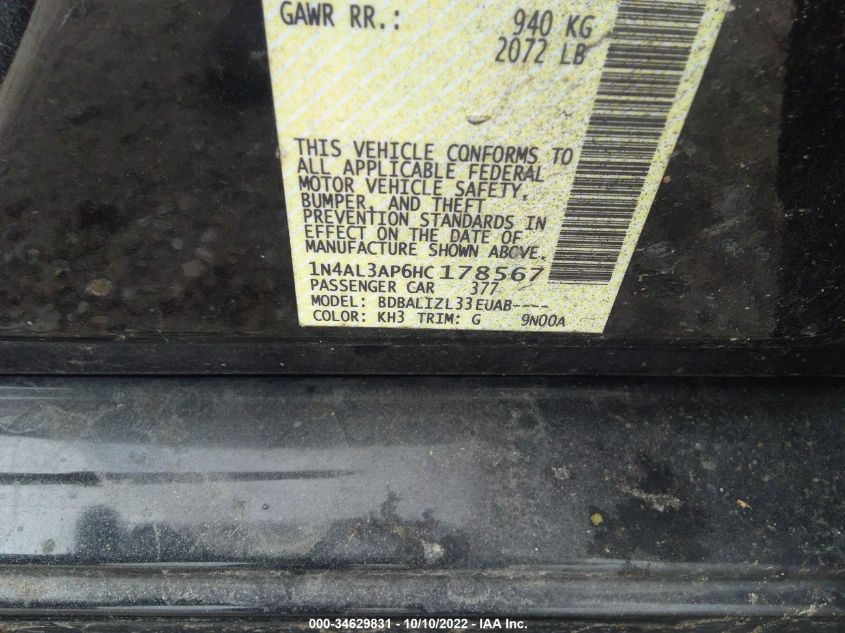 GAWR RR.: 940 KG
2072 LB
THIS VEHICLE CONFORMS TO
ALL APPLICABLE FEDERAL
MOTOR VEHICLE SAFETY,
BUMPER, AND THEFT
PREVENTION STANDARDS IN
EFFECT ON THE DATE OF
MANUFACTURE SHOWN ABOVE.
1N4AL3AP6HC178567
PASSENGER CAR 377
MODEL: BDBALIZL33EUAB----
COLOR: KH3 TRIM: G 9N00A
000-34629831 - 10/10/2022 - IAA Inc.